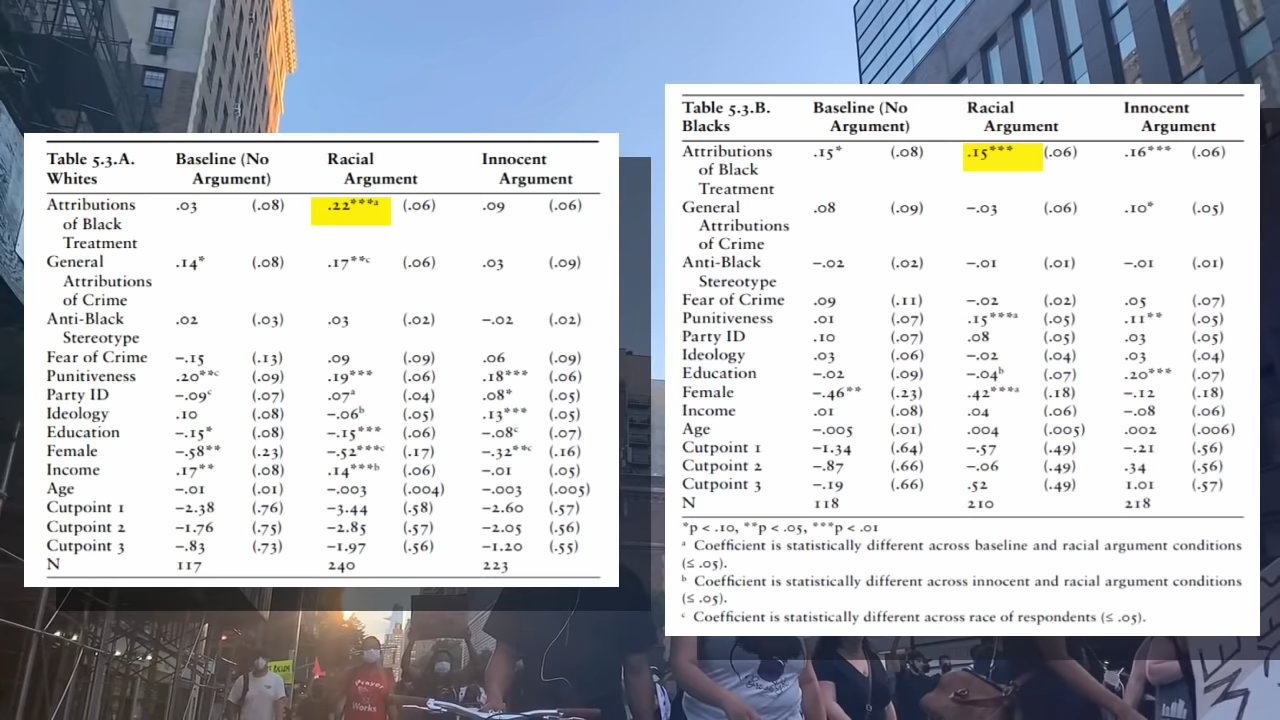 Table 5.3.A. Baseline (No Racial Innocent
Whites Argument) Argument Argument
Attributions .03 (.08) .22***ᵃ (.06) .09 (.06)
of Black
Treatment
General .14* (.08) .17**ᶜ (.06) .03 (.09)
Attributions
of Crime
Anti-Black .02 (.03) .03 (.02) –.02 (.02)
Stereotype
Fear of Crime –.15 (.13) .09 (.09) .06 (.09)
Punitiveness .20**ᶜ (.09) .19*** (.06) .18*** (.06)
Party ID –.09ᶜ (.07) .07ᵃ (.04) .08* (.05)
Ideology .10 (.08) –.06ᵇ (.05) .13*** (.05)
Education –.15* (.08) –.15*** (.06) –.08ᶜ (.07)
Female –.58** (.23) –.52***ᶜ (.17) –.32**ᶜ (.16)
Income .17** (.08) .14***ᵇ (.06) –.01 (.05)
Age –.01 (.01) –.003 (.004) –.003 (.005)
Cutpoint 1 –2.38 (.76) –3.44 (.58) –2.60 (.57)
Cutpoint 2 –1.76 (.75) –2.85 (.57) –2.05 (.56)
Cutpoint 3 –.83 (.73) –1.97 (.56) –1.20 (.55)
N 117 240 223
Table 5.3.B. Baseline (No Racial Innocent
Blacks Argument) Argument Argument
Attributions .15* (.08) .15*** (.06) .16*** (.06)
of Black
Treatment
General .08 (.09) –.03 (.06) .10* (.05)
Attributions
of Crime
Anti-Black –.02 (.02) –.01 (.01) –.01 (.01)
Stereotype
Fear of Crime .09 (.11) –.02 (.02) .05 (.07)
Punitiveness .01 (.07) .15***ᵃ (.05) .11** (.05)
Party ID .10 (.07) .08 (.05) .03 (.05)
Ideology .03 (.06) –.02 (.04) .03 (.04)
Education –.02 (.09) –.04ᵇ (.07) .20*** (.07)
Female –.46** (.23) .42***ᵃ (.18) –.12 (.18)
Income .01 (.08) .04 (.06) –.08 (.06)
Age –.005 (.01) .004 (.005) .002 (.006)
Cutpoint 1 –1.34 (.64) –.57 (.49) –.21 (.56)
Cutpoint 2 –.87 (.66) –.06 (.49) .34 (.56)
Cutpoint 3 –.19 (.66) .52 (.49) 1.01 (.57)
N 118 210 218
*p < .10, **p < .05, ***p < .01
ᵃ Coefficient is statistically different across baseline and racial argument conditions
(≤ .05).
ᵇ Coefficient is statistically different across innocent and racial argument conditions
(≤ .05).
ᶜ Coefficient is statistically different across race of respondents (≤ .05).
Prayer
Works